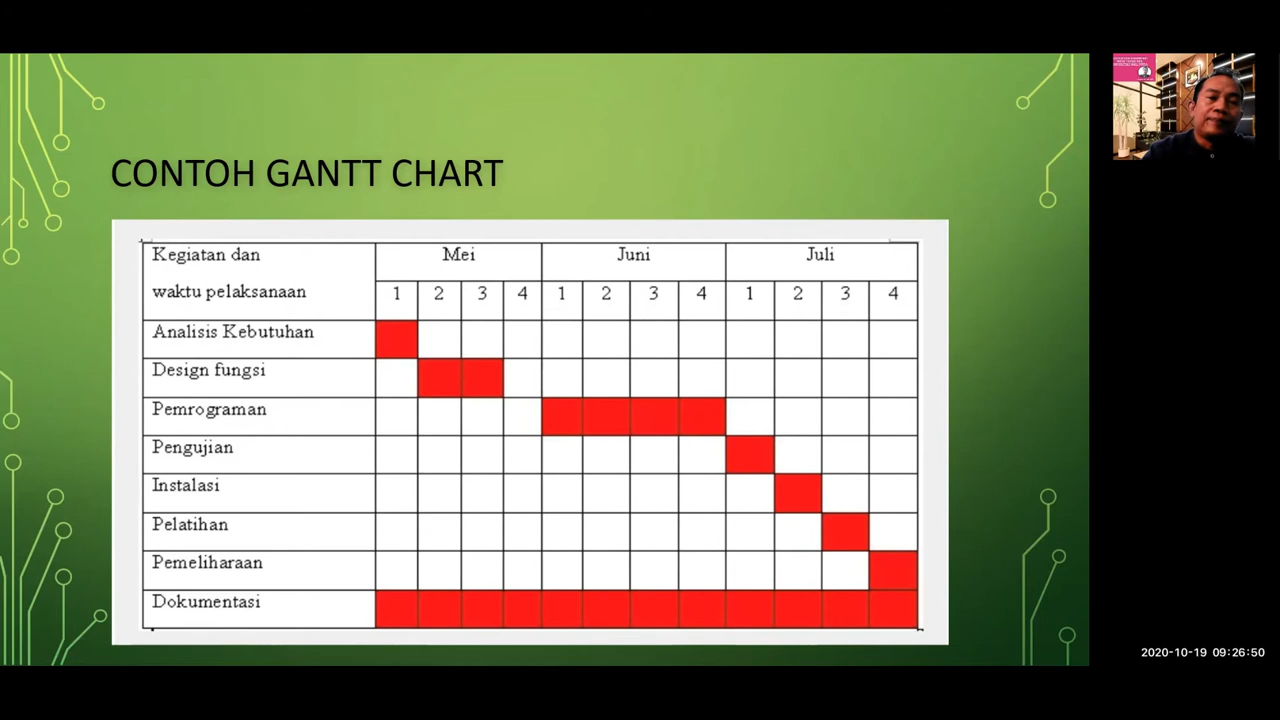 CONTOH GANTT CHART
Kegiatan dan
waktu pelaksanaan
Mei Juni Juli
1 2 3 4 1 2 3 4 1 2 3 4
Analisis Kebutuhan
Design fungsi
Pemrograman
Pengujian
Instalasi
Pelatihan
Pemeliharaan
Dokumentasi
2020-10-19 09:26:50